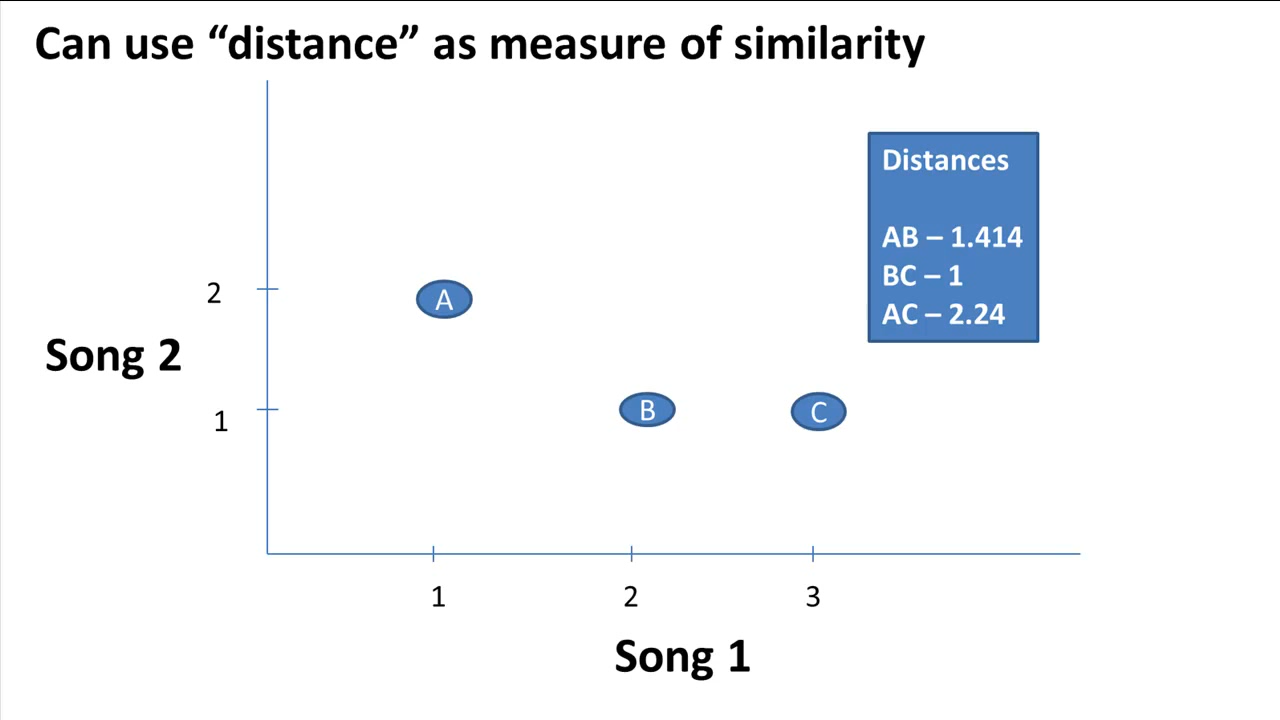 Can use “distance” as measure of similarity
Distances
AB – 1.414
BC – 1
AC – 2.24
2
A
Song 2
1
B
C
1
2
3
Song 1